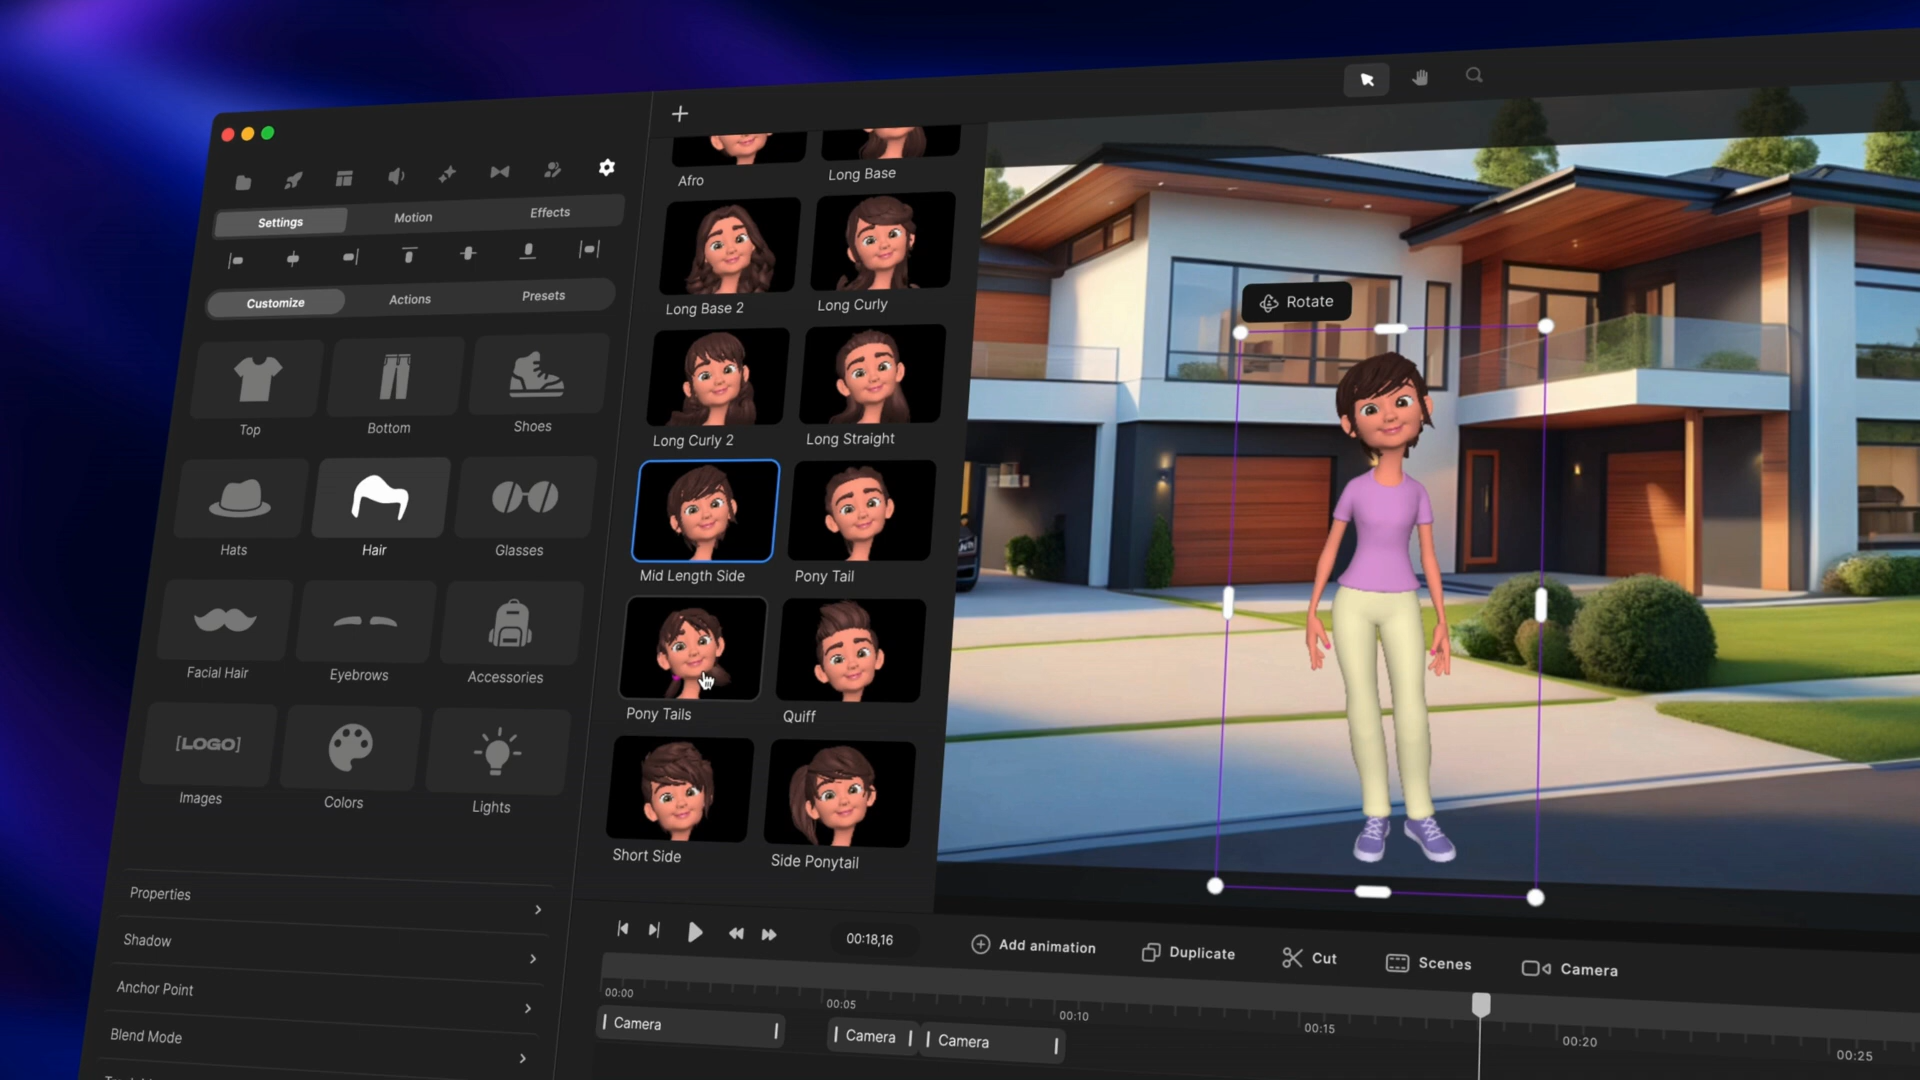 Settings
Motion
Effects
Customize
Actions
Presets
Top
Bottom
Shoes
Hats
Hair
Glasses
Facial Hair
Eyebrows
Accessories
[LOGO]
Images
Colors
Lights
Properties
Shadow
Anchor Point
Blend Mode
Afro
Long Base
Long Base 2
Long Curly
Long Curly 2
Long Straight
Mid Length Side
Pony Tail
Pony Tails
Quiff
Short Side
Side Ponytail
Rotate
00:18,16
Add animation
Duplicate
Cut
Scenes
Camera
00:00
00:05
00:10
00:15
00:20
00:25
Camera
Camera
Camera